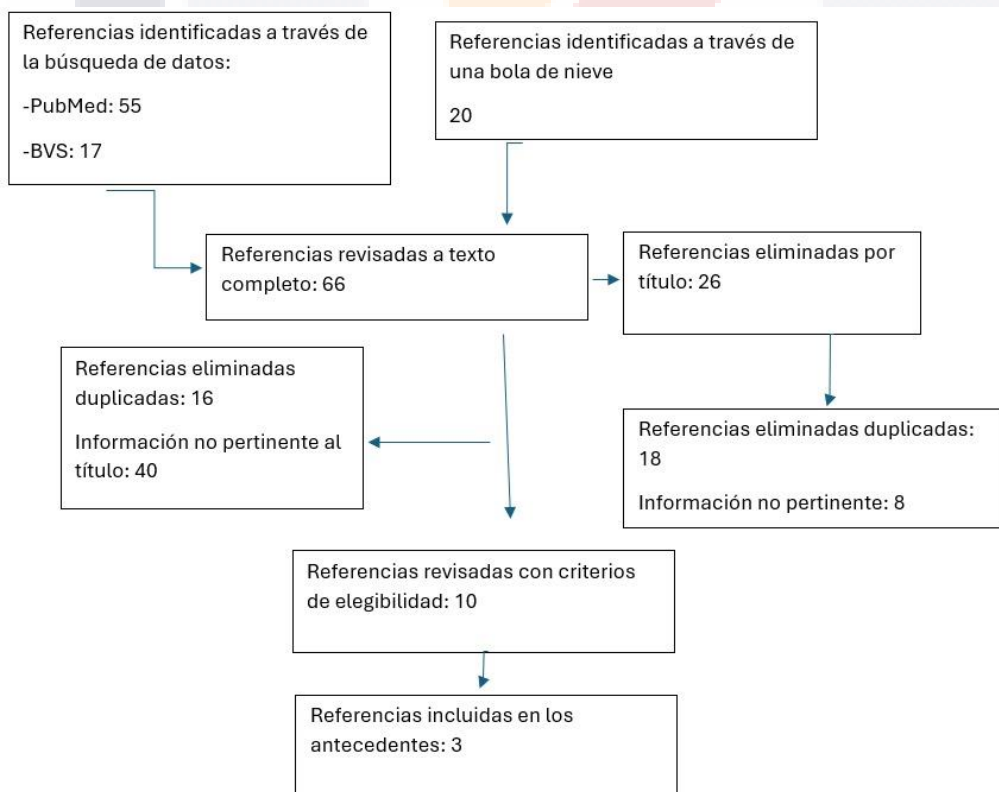 Referencias identificadas a través de
la búsqueda de datos:
-PubMed: 55
-BVS: 17
Referencias identificadas a través de
una bola de nieve
20
Referencias revisadas a texto
completo: 66
Referencias eliminadas por
título: 26
Referencias eliminadas
duplicadas: 16
Información no pertinente al
título: 40
Referencias eliminadas duplicadas:
18
Información no pertinente: 8
Referencias revisadas con criterios
de elegibilidad: 10
Referencias incluidas en los
antecedentes: 3